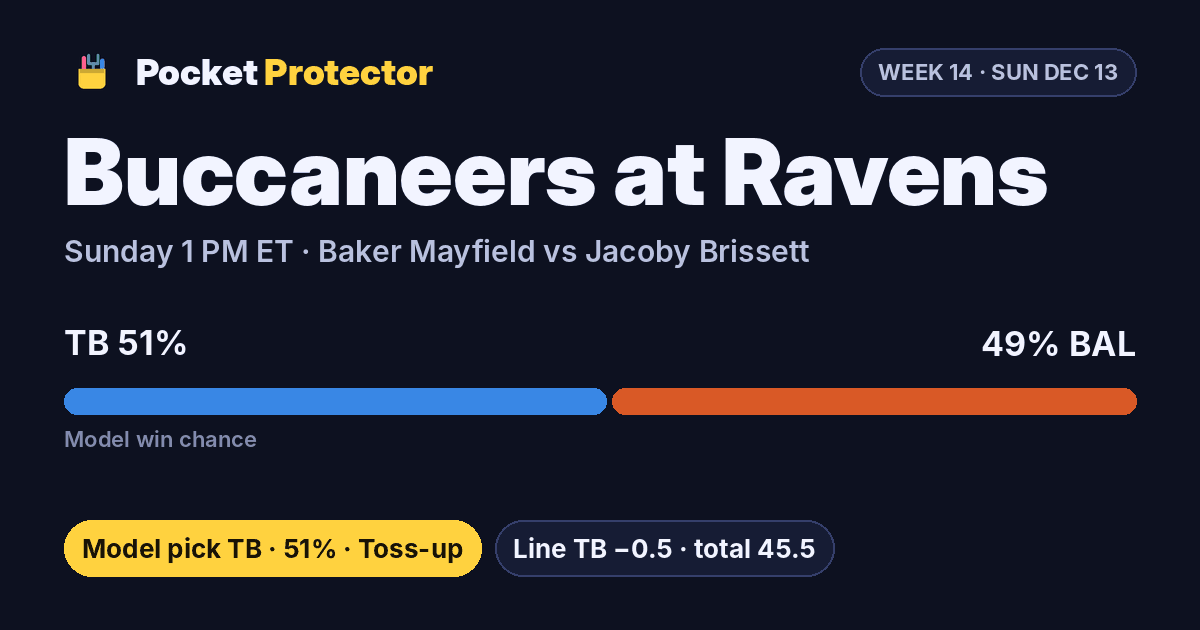 Pocket Protector
WEEK 14 · SUN DEC 13
Buccaneers at Ravens
Sunday 1 PM ET · Baker Mayfield vs Jacoby Brissett
TB 51%
49% BAL
Model win chance
Model pick TB · 51% · Toss-up
Line TB −0.5 · total 45.5